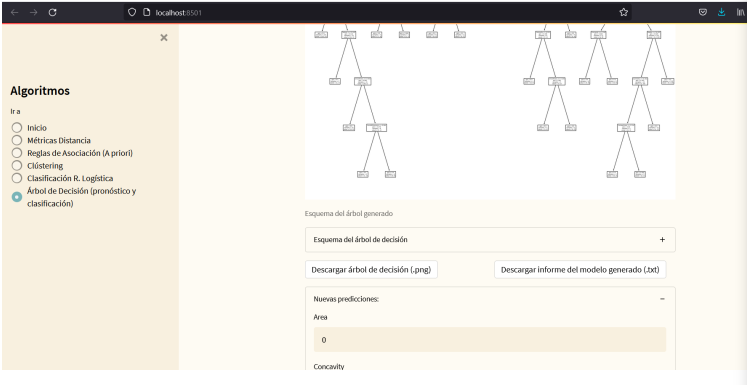 localhost:8501
Algoritmos
Ir a
Inicio
Métricas Distancia
Reglas de Asociación (A priori)
Clústering
Clasificación R. Logística
Árbol de Decisión (pronóstico y
clasificación)
Esquema del árbol generado
Esquema del árbol de decisión
Descargar árbol de decisión (.png)
Descargar informe del modelo generado (.txt)
Nuevas predicciones:
Area
0
Concavity